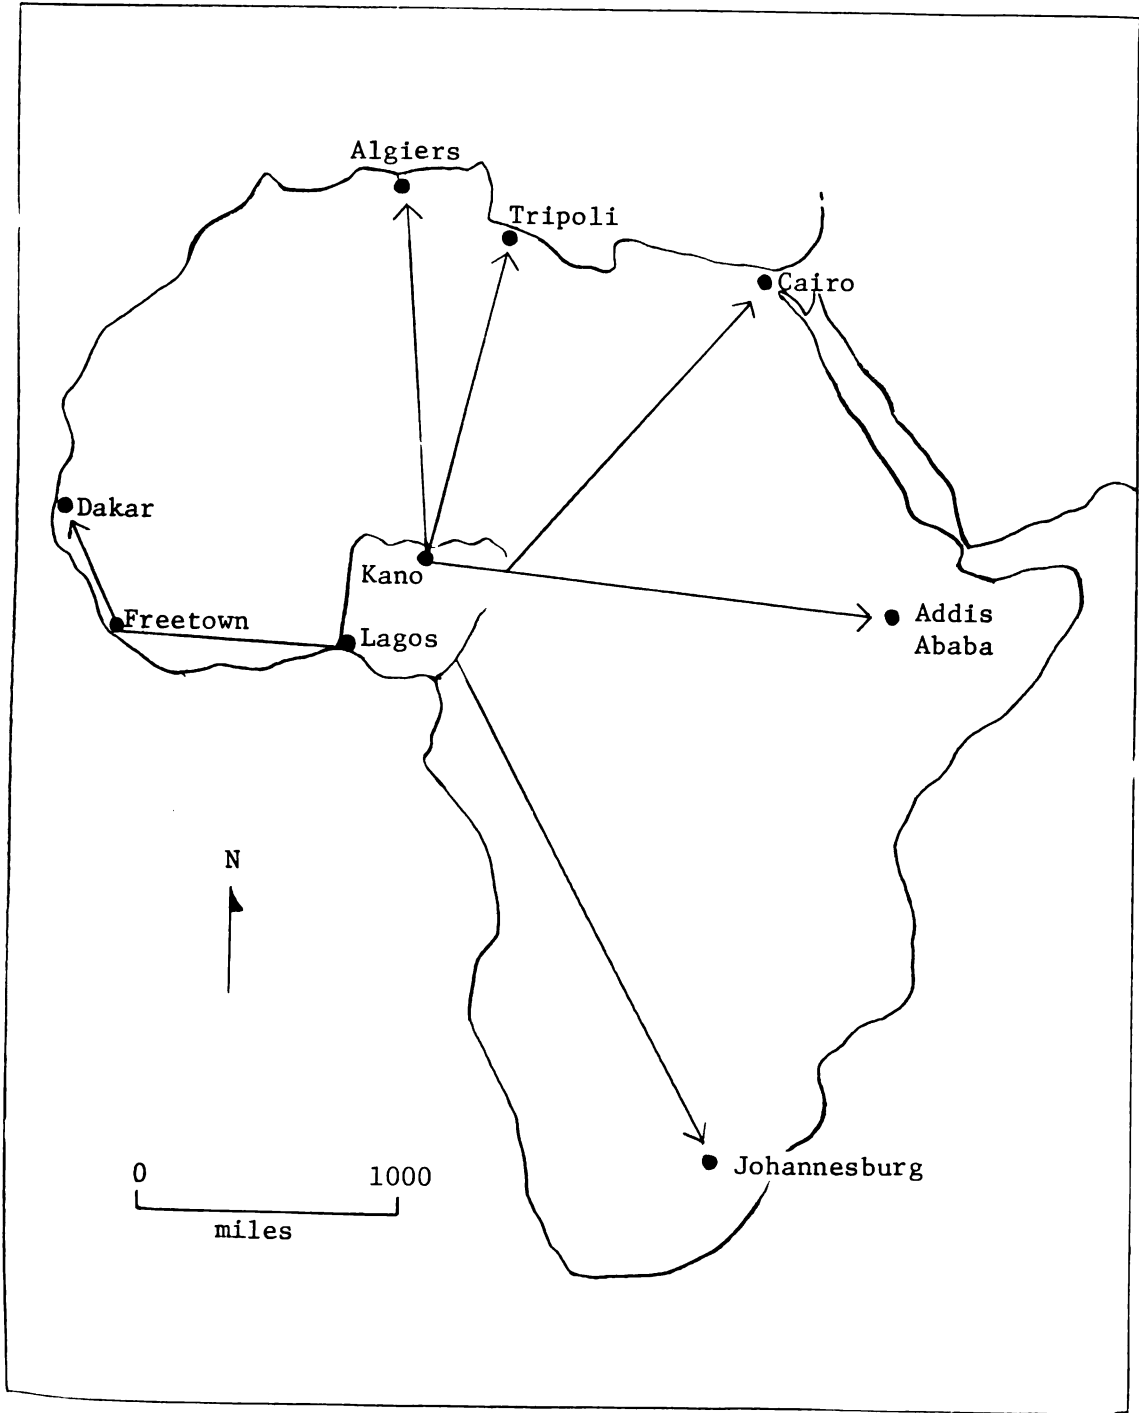 Algiers
Tripoli
Cairo
Dakar
Kano
Freetown
Lagos
Addis
Ababa
N
Johannesburg
0 1000
miles